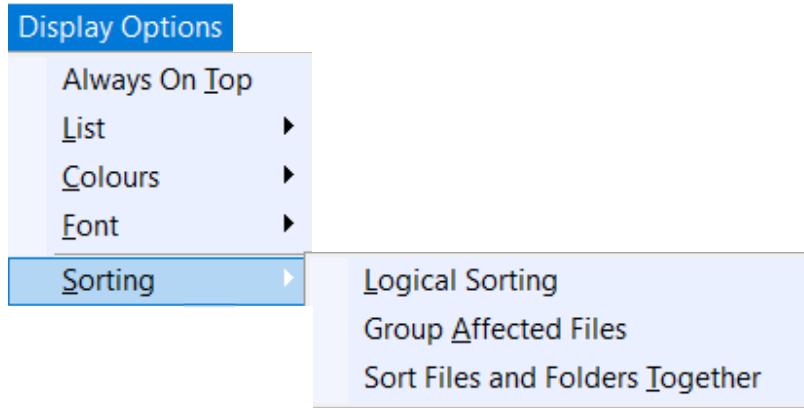 Display Options
Always On Top
List
Colours
Font
Sorting
Logical Sorting
Group Affected Files
Sort Files and Folders Together